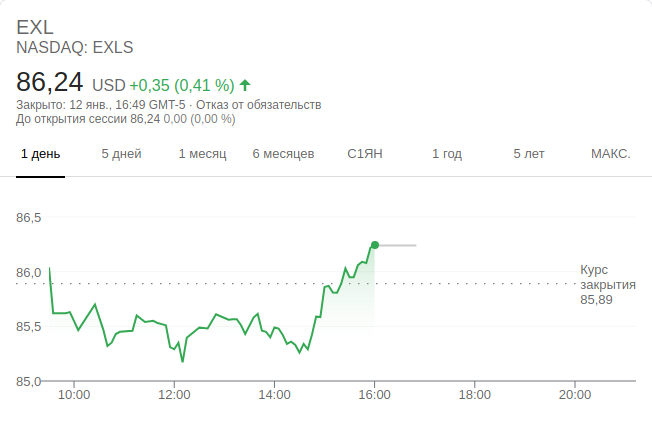 EXL
NASDAQ: EXLS
86,24 USD +0,35 (0,41 %)
Закрыто: 12 янв., 16:49 GMT-5 · Отказ от обязательств
До открытия сессии 86,24 0,00 (0,00 %)
1 день 5 дней 1 месяц 6 месяцев С1ЯН 1 год 5 лет МАКС.
86,5
86,0
Курс
закрытия
85,89
85,5
85,0
10:00 12:00 14:00 16:00 18:00 20:00